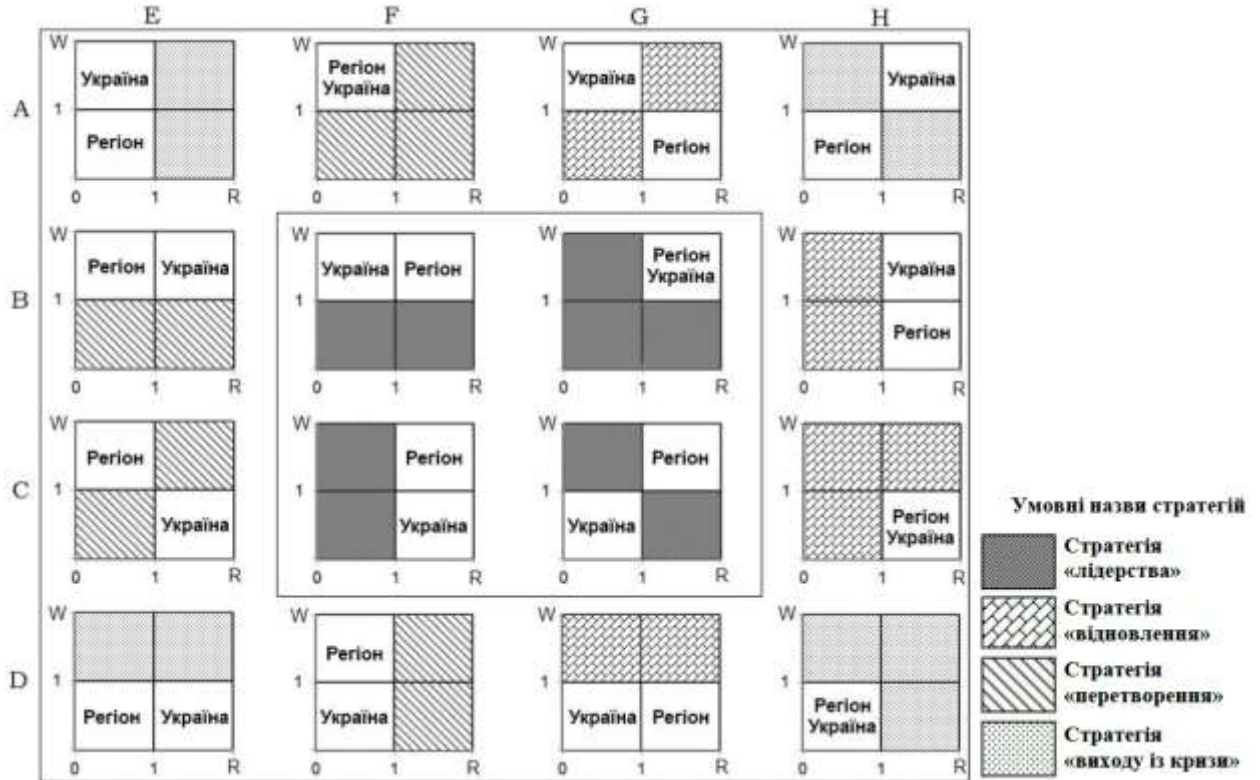 E F G H
A
W W W W
Україна
Регіон
Україна
Україна
Україна
1 1 1 1
Регіон
Регіон
Регіон
0 1 R 0 1 R 0 1 R 0 1 R
B
W W W W
Регіон Україна
Україна Регіон
Регіон
Україна
Україна
1 1 1 1
Регіон
0 1 R 0 1 R 0 1 R 0 1 R
C
W W W W
Регіон
Регіон
Регіон
1 1 1 1
Україна
Україна
Україна
Регіон
Україна
0 1 R 0 1 R 0 1 R 0 1 R
D
W W W W
Регіон
1 1 1 1
Регіон Україна
Україна
Україна Регіон
Регіон
Україна
0 1 R 0 1 R 0 1 R 0 1 R
Умовні назви стратегій
Стратегія
«лідерства»
Стратегія
«відновлення»
Стратегія
«перетворення»
Стратегія
«виходу із кризи»